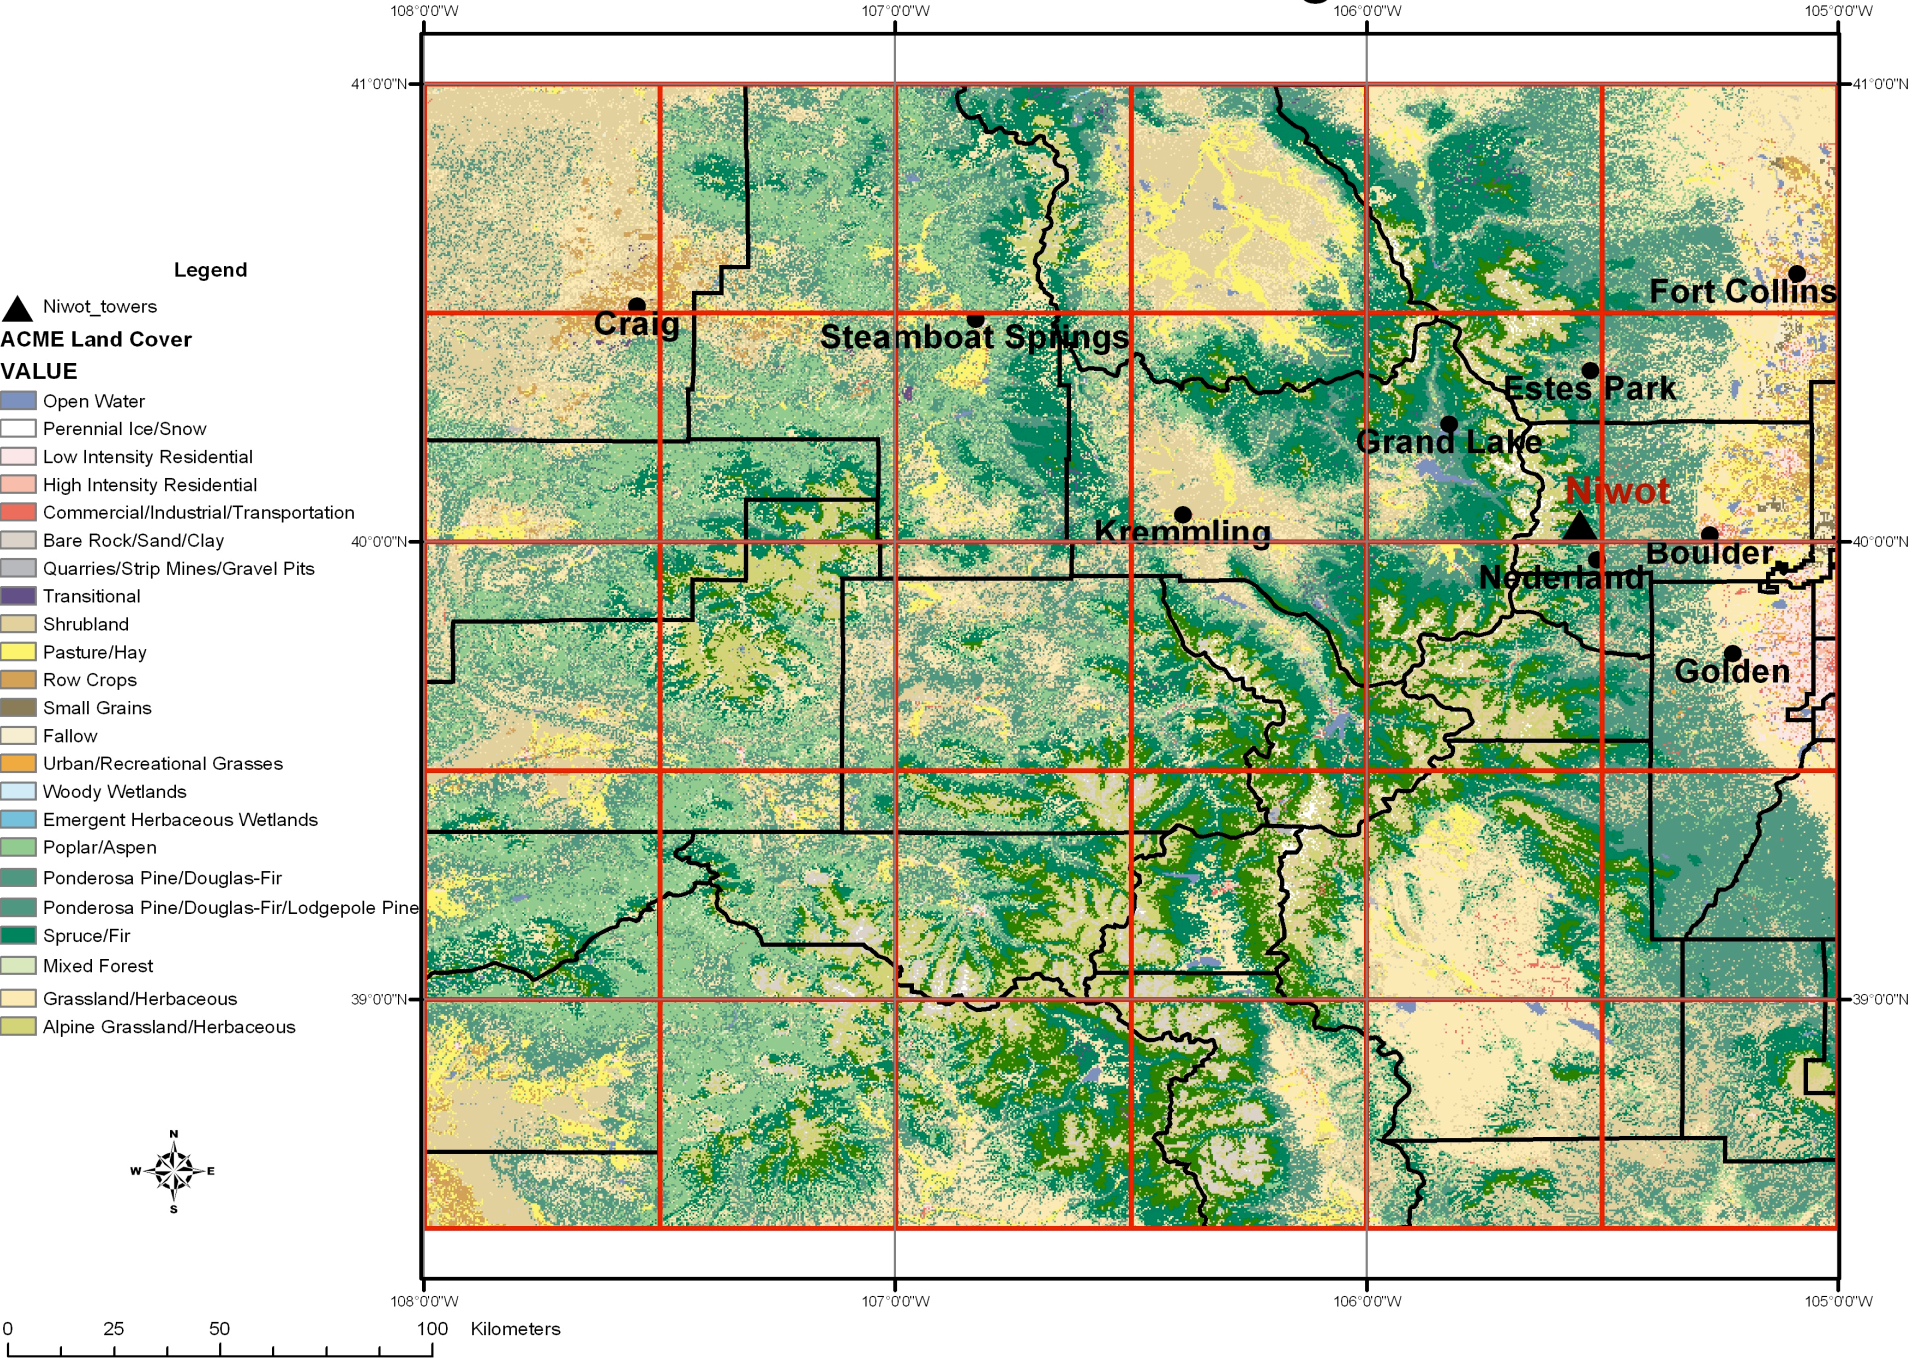 108°0'0"W 107°0'0"W 106°0'0"W 105°0'0"W
41°0'0"N 41°0'0"N
Legend
Niwot_towers
ACME Land Cover
VALUE
Open Water
Perennial Ice/Snow
Low Intensity Residential
High Intensity Residential
Commercial/Industrial/Transportation
Bare Rock/Sand/Clay
Quarries/Strip Mines/Gravel Pits
Transitional
Shrubland
Pasture/Hay
Row Crops
Small Grains
Fallow
Urban/Recreational Grasses
Woody Wetlands
Emergent Herbaceous Wetlands
Poplar/Aspen
Ponderosa Pine/Douglas-Fir
Ponderosa Pine/Douglas-Fir/Lodgepole Pine
Spruce/Fir
Mixed Forest
Grassland/Herbaceous
Alpine Grassland/Herbaceous
Fort Collins
Craig
Steamboat Springs
Estes Park
Grand Lake
Niwot
Kremmling
40°0'0"N 40°0'0"N
Boulder
Nederland
Golden
39°0'0"N 39°0'0"N
N
W E
S
108°0'0"W 107°0'0"W 106°0'0"W 105°0'0"W
0 25 50 100 Kilometers